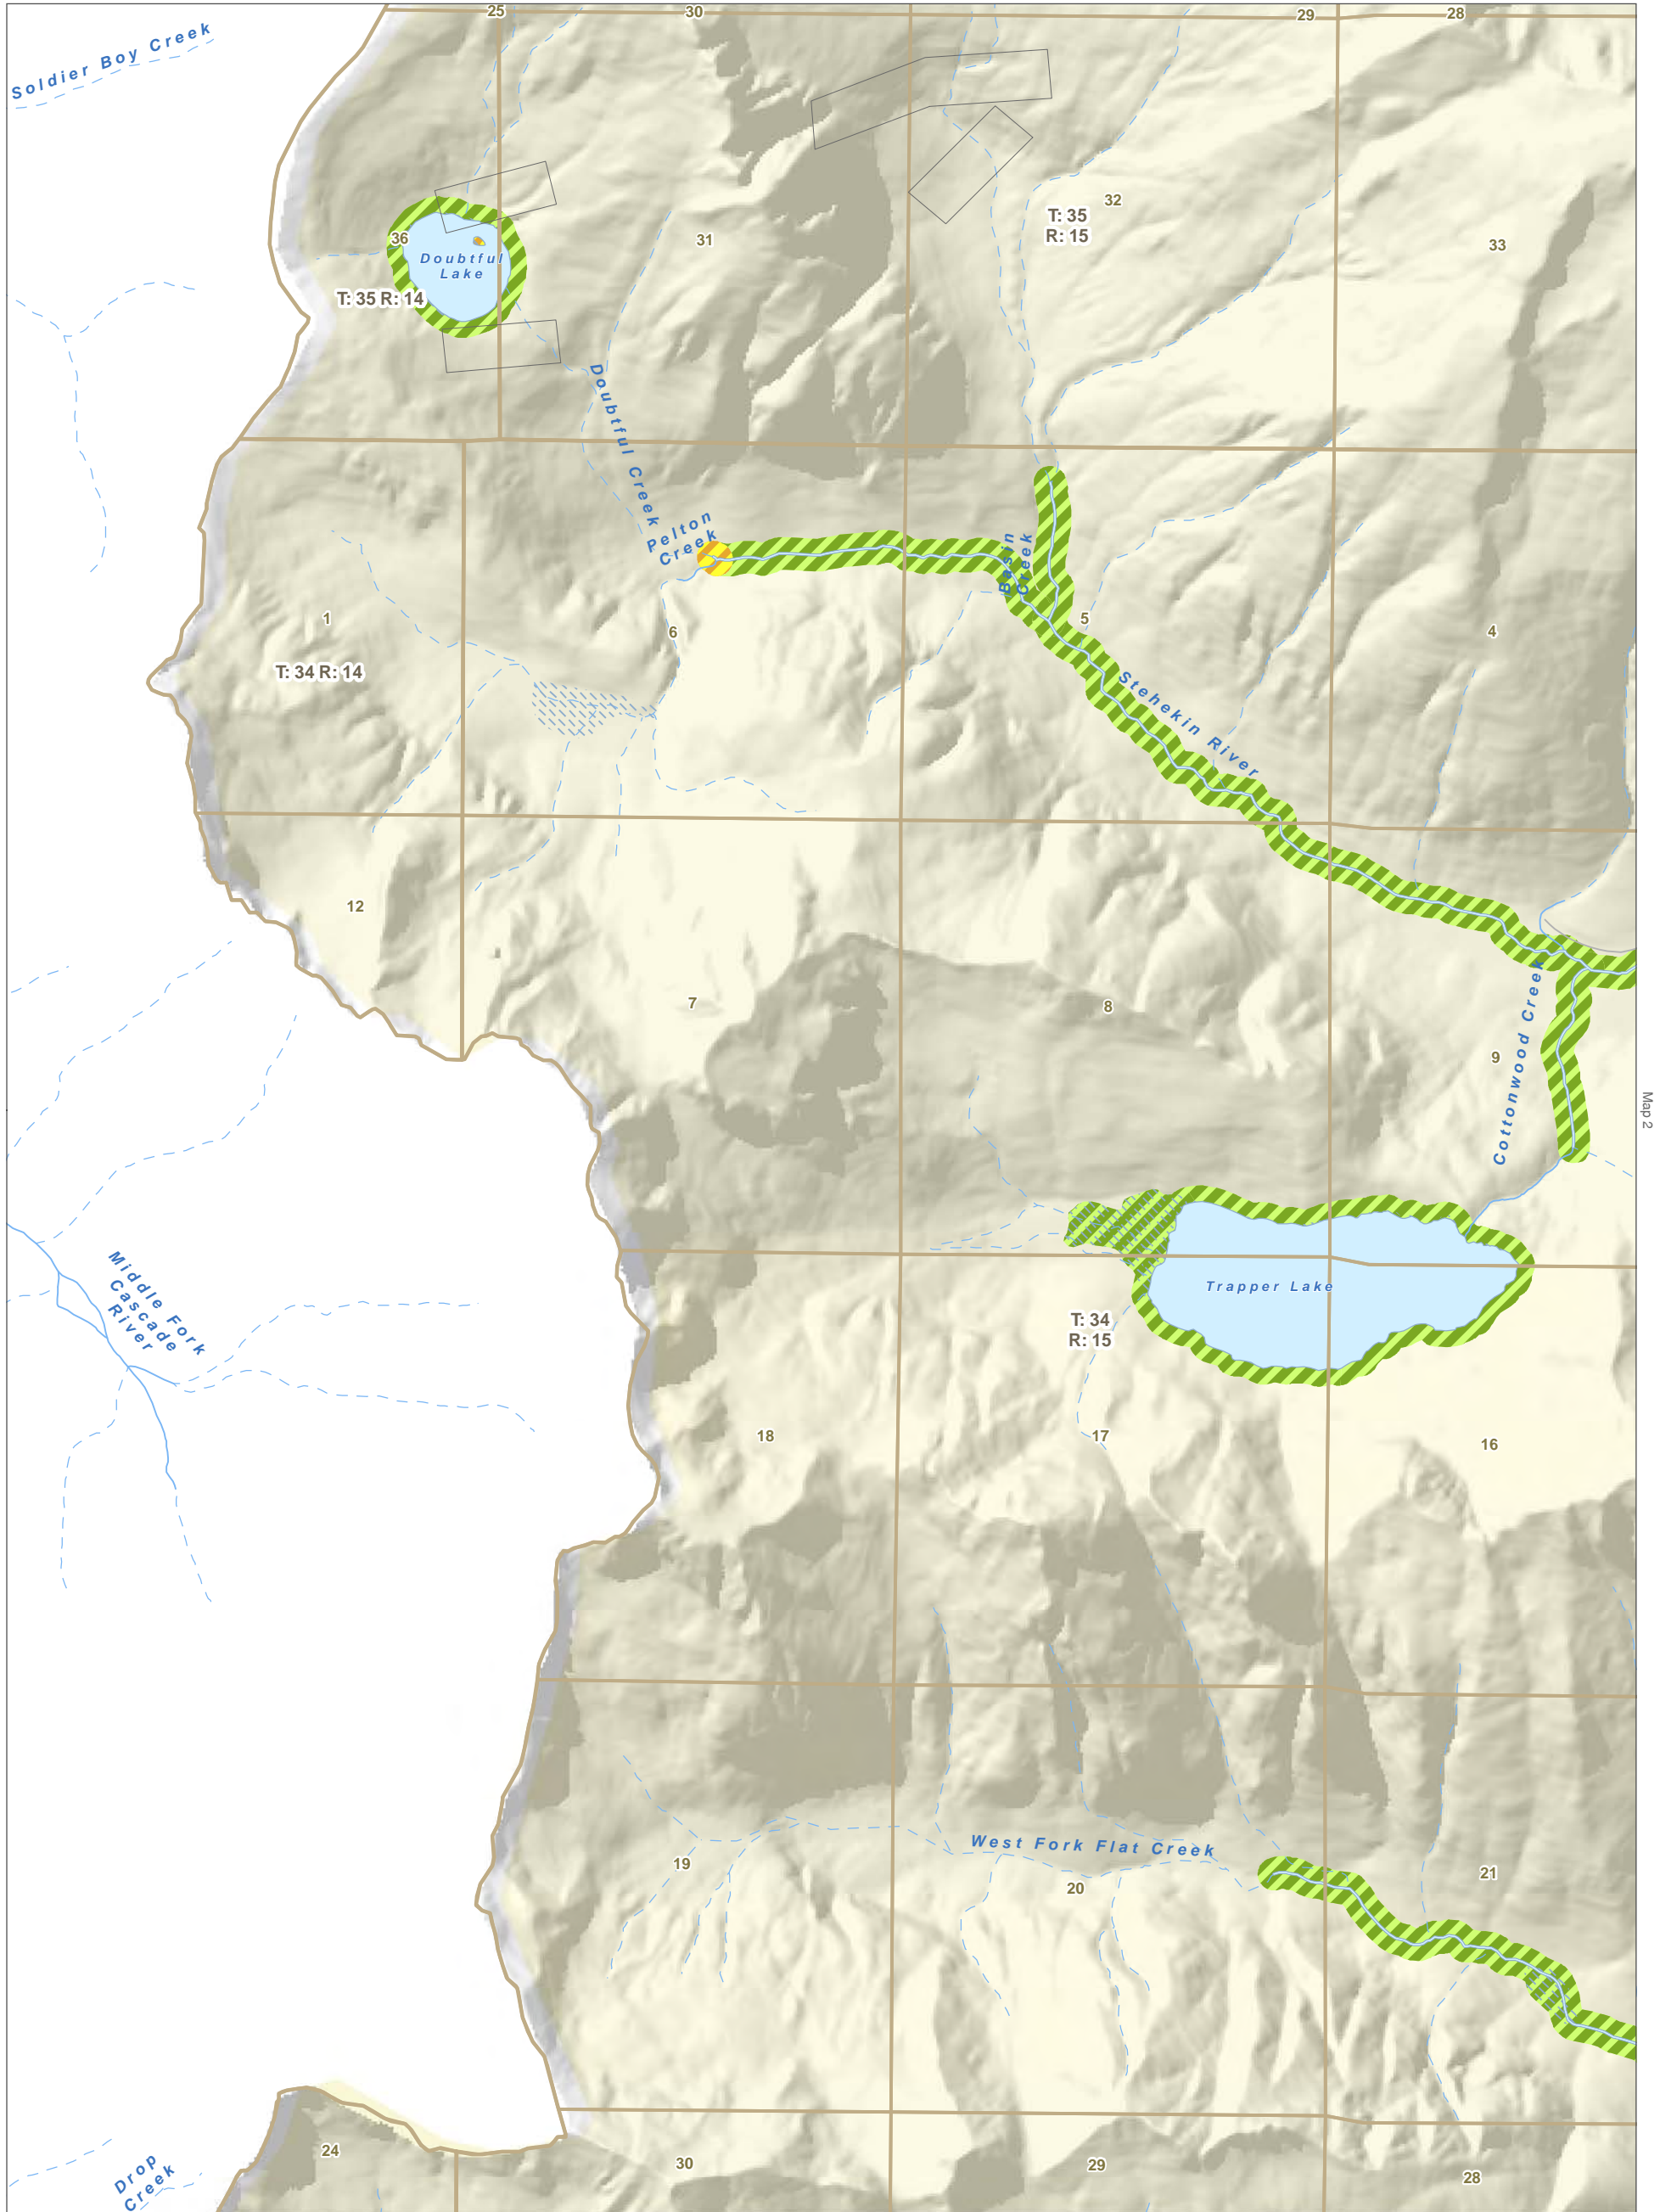 25
30
29
28
Soldier Boy Creek
32
T: 35
R: 15
36
31
33
Doubtful
Lake
T: 35 R: 14
Doubtful Creek
Pelton
Creek
Basin
Creek
1
6
5
4
T: 34 R: 14
Stehekin River
12
7
8
9
Cottonwood Creek
Map 2
Middle Fork
Cascade
River
Trapper Lake
T: 34
R: 15
18
17
16
West Fork Flat Creek
19
20
21
24
30
29
28
Drop
Creek